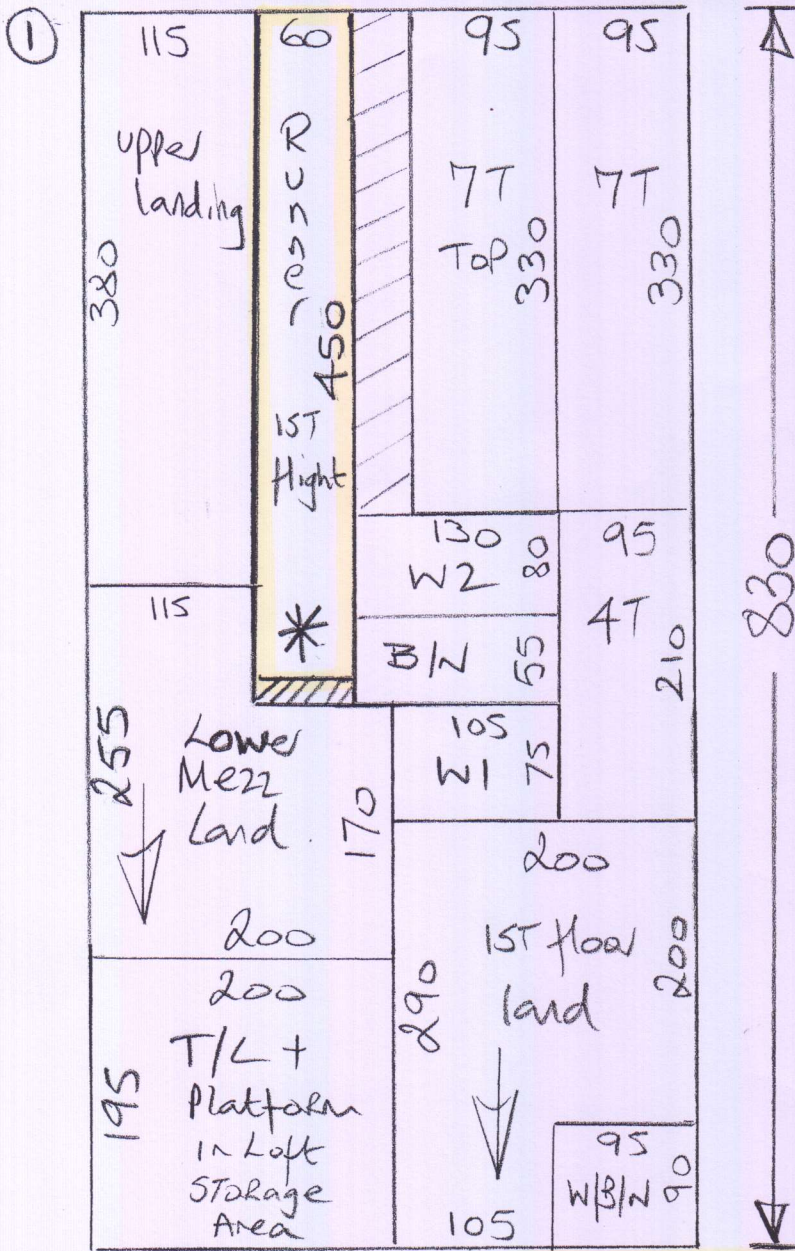 1
115
60
95
95
upper
landing
Runner
7T
7T
TOP
330
330
380
450
1ST
flight
*
130
W2
80
95
4T
115
B/N
55
210
830
255
Lower
Mezz
Land
105
W1
75
170
200
200
1ST floor
land
200
200
290
T/L +
Platform
in Loft
Storage
Area
195
105
95
W/B/N
90